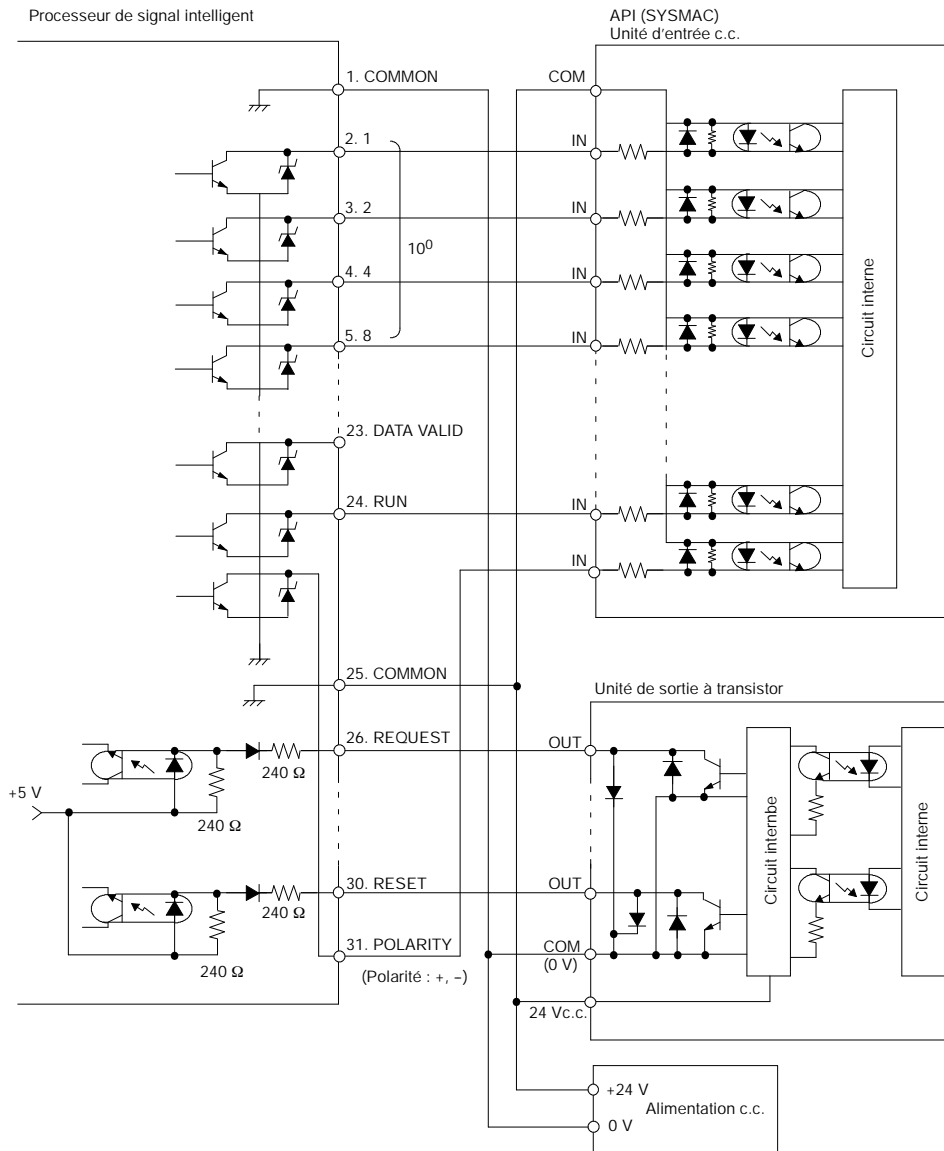 Processeur de signal intelligent
API (SYSMAC)
Unité d'entrée c.c.
1. COMMON
COM
2. 1
IN
3. 2
IN
10⁰
4. 4
IN
5. 8
IN
Circuit interne
23. DATA VALID
24. RUN
IN
IN
25. COMMON
Unité de sortie à transistor
26. REQUEST
OUT
240 Ω
+5 V
240 Ω
Circuit internbe
Circuit interne
30. RESET
OUT
240 Ω
31. POLARITY
COM
(0 V)
240 Ω
(Polarité : +, –)
24 Vc.c.
+24 V
Alimentation c.c.
0 V